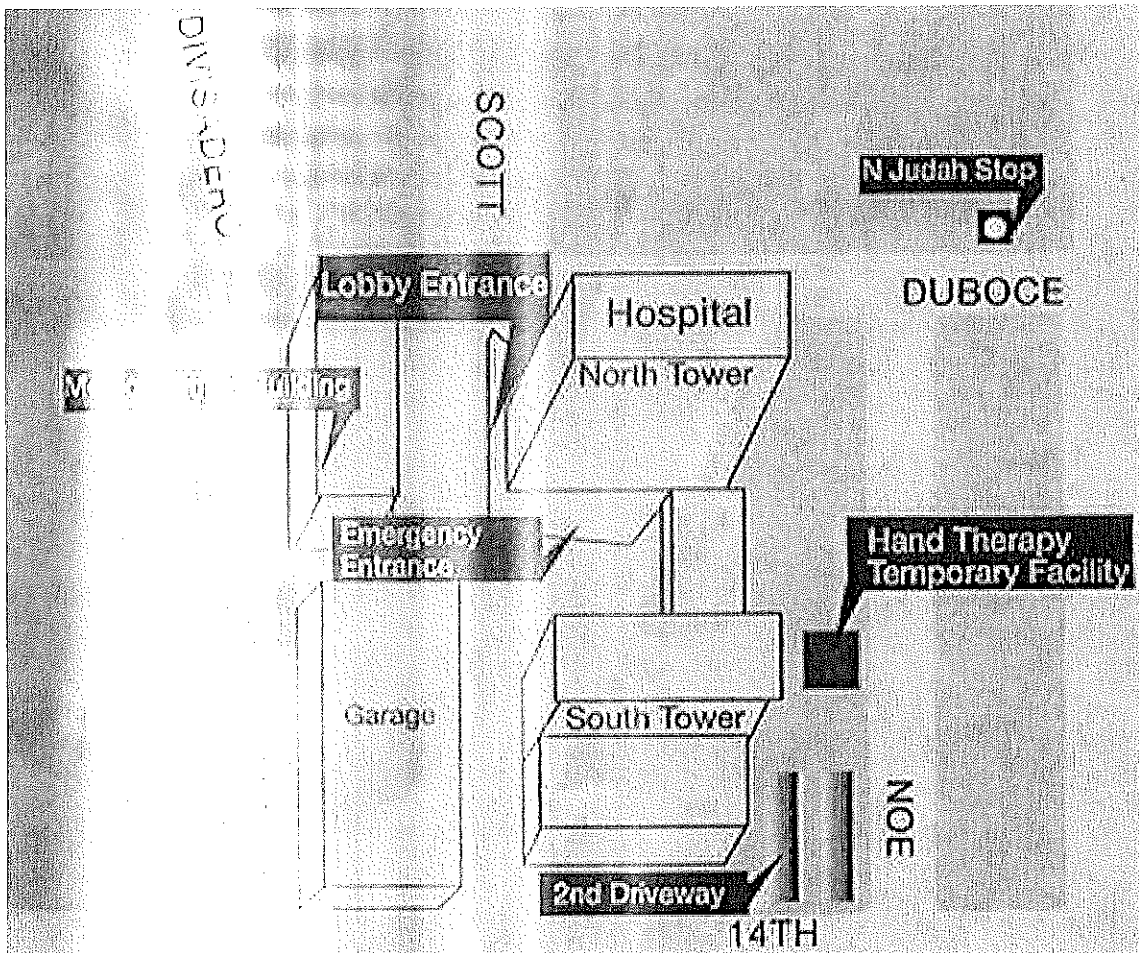 DIVISADERO
SCOTT
N Judah Stop
DUBOCE
Lobby Entrance
Hospital
North Tower
Emergency
Entrance
Hand Therapy
Temporary Facility
Garage
South Tower
NOE
2nd Driveway
14TH